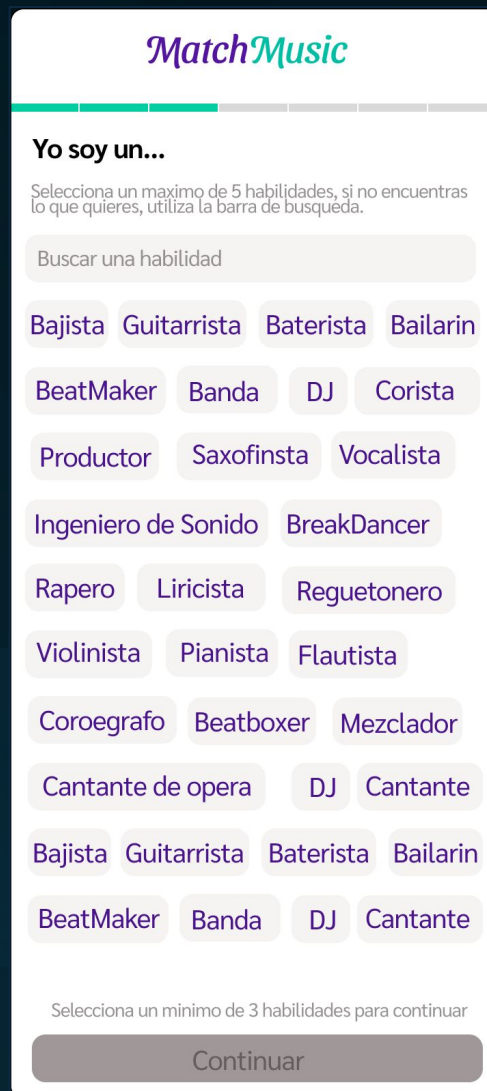 MatchMusic
Yo soy un...
Selecciona un maximo de 5 habilidades, si no encuentras
lo que quieres, utiliza la barra de busqueda.
Buscar una habilidad
Bajista Guitarrista Baterista Bailarin
BeatMaker Banda DJ Corista
Productor Saxofinsta Vocalista
Ingeniero de Sonido BreakDancer
Rapero Liricista Reguetonero
Violinista Pianista Flautista
Coroegrafo Beatboxer Mezclador
Cantante de opera DJ Cantante
Bajista Guitarrista Baterista Bailarin
BeatMaker Banda DJ Cantante
Selecciona un minimo de 3 habilidades para continuar
Continuar